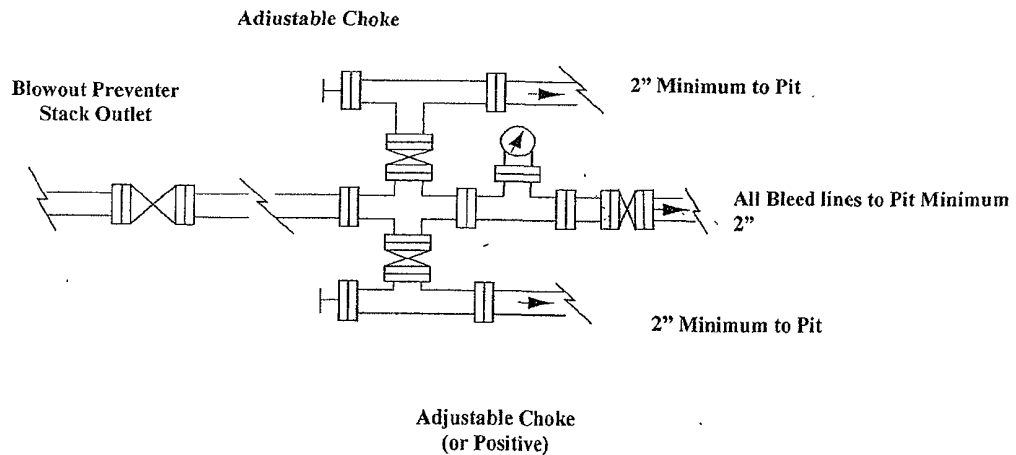 Adjustable Choke
Blowout Preventer
Stack Outlet
2" Minimum to Pit
All Bleed lines to Pit Minimum
2"
2" Minimum to Pit
Adjustable Choke
(or Positive)